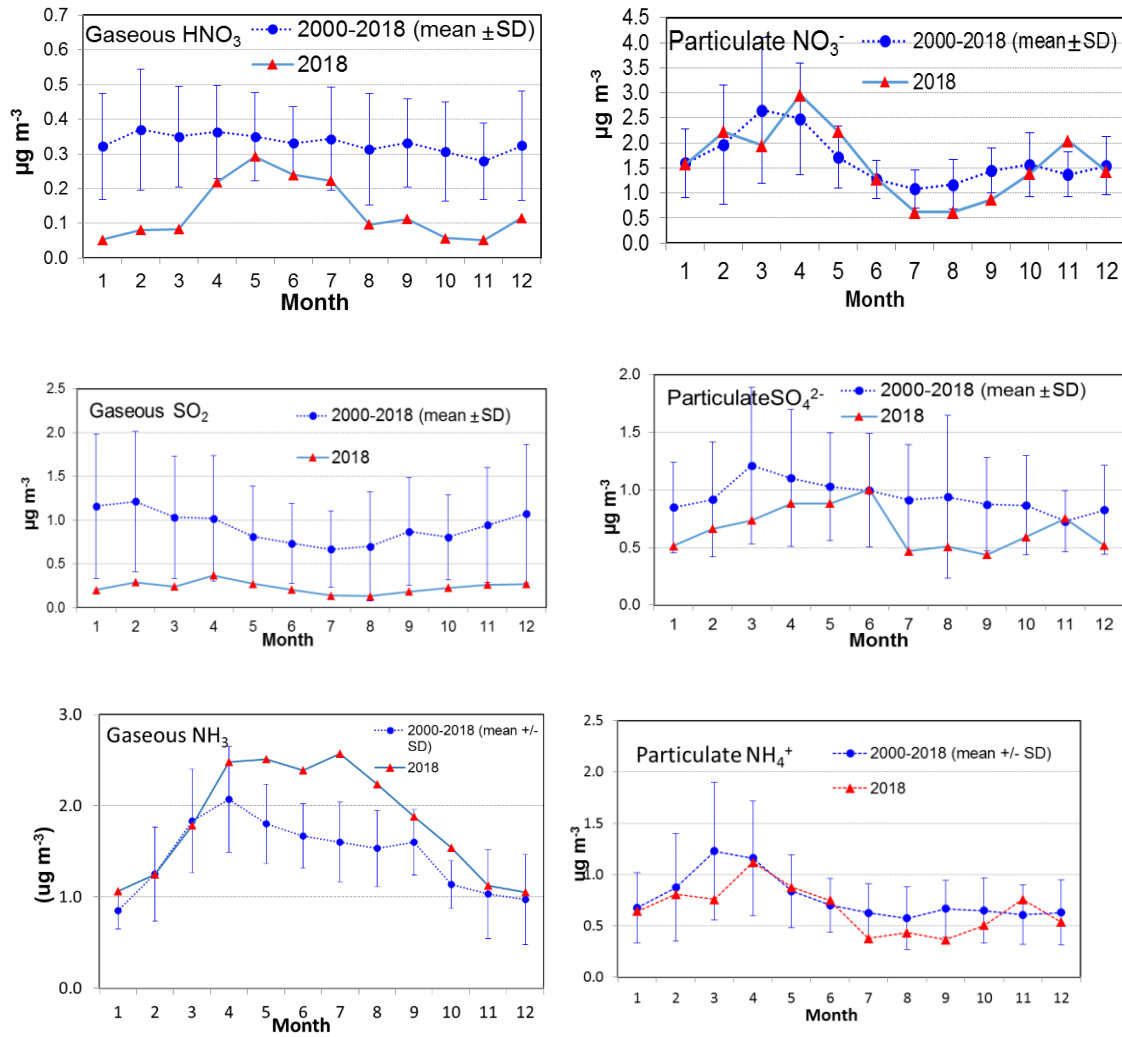 Gaseous HNO₃
2000-2018 (mean ±SD)
2018
µg m⁻³
0.7
0.6
0.5
0.4
0.3
0.2
0.1
0.0
1 2 3 4 5 6 7 8 9 10 11 12
Month
Particulate NO₃⁻
2000-2018 (mean±SD)
2018
µg m⁻³
4.5
4.0
3.5
3.0
2.5
2.0
1.5
1.0
0.5
0.0
1 2 3 4 5 6 7 8 9 10 11 12
Month
Gaseous SO₂
2000-2018 (mean ±SD)
2018
µg m⁻³
2.5
2.0
1.5
1.0
0.5
0.0
1 2 3 4 5 6 7 8 9 10 11 12
Month
ParticulateSO₄²⁻
2000-2018 (mean ±SD)
2018
µg m⁻³
2.0
1.5
1.0
0.5
0.0
1 2 3 4 5 6 7 8 9 10 11 12
Month
Gaseous NH₃
2000-2018 (mean +/-
SD)
2018
(ug m⁻³)
3.0
2.0
1.0
0.0
1 2 3 4 5 6 7 8 9 10 11 12
Month
Particulate NH₄⁺
2000-2018 (mean +/- SD)
2018
µg m⁻³
2.5
2.0
1.5
1.0
0.5
0.0
1 2 3 4 5 6 7 8 9 10 11 12
Month